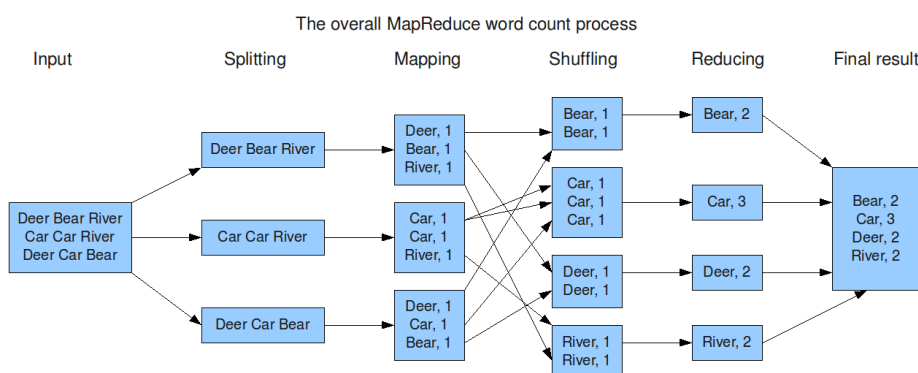 The overall MapReduce word count process
Input
Splitting
Mapping
Shuffling
Reducing
Final result
Deer Bear River
Car Car River
Deer Car Bear
Deer Bear River
Car Car River
Deer Car Bear
Deer, 1
Bear, 1
River, 1
Car, 1
Car, 1
River, 1
Deer, 1
Car, 1
Bear, 1
Bear, 1
Bear, 1
Car, 1
Car, 1
Car, 1
Deer, 1
Deer, 1
River, 1
River, 1
Bear, 2
Car, 3
Deer, 2
River, 2
Bear, 2
Car, 3
Deer, 2
River, 2